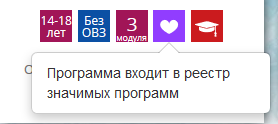 14-18 Без 3
лет ОВЗ модуля
Программа входит в реестр
значимых программ